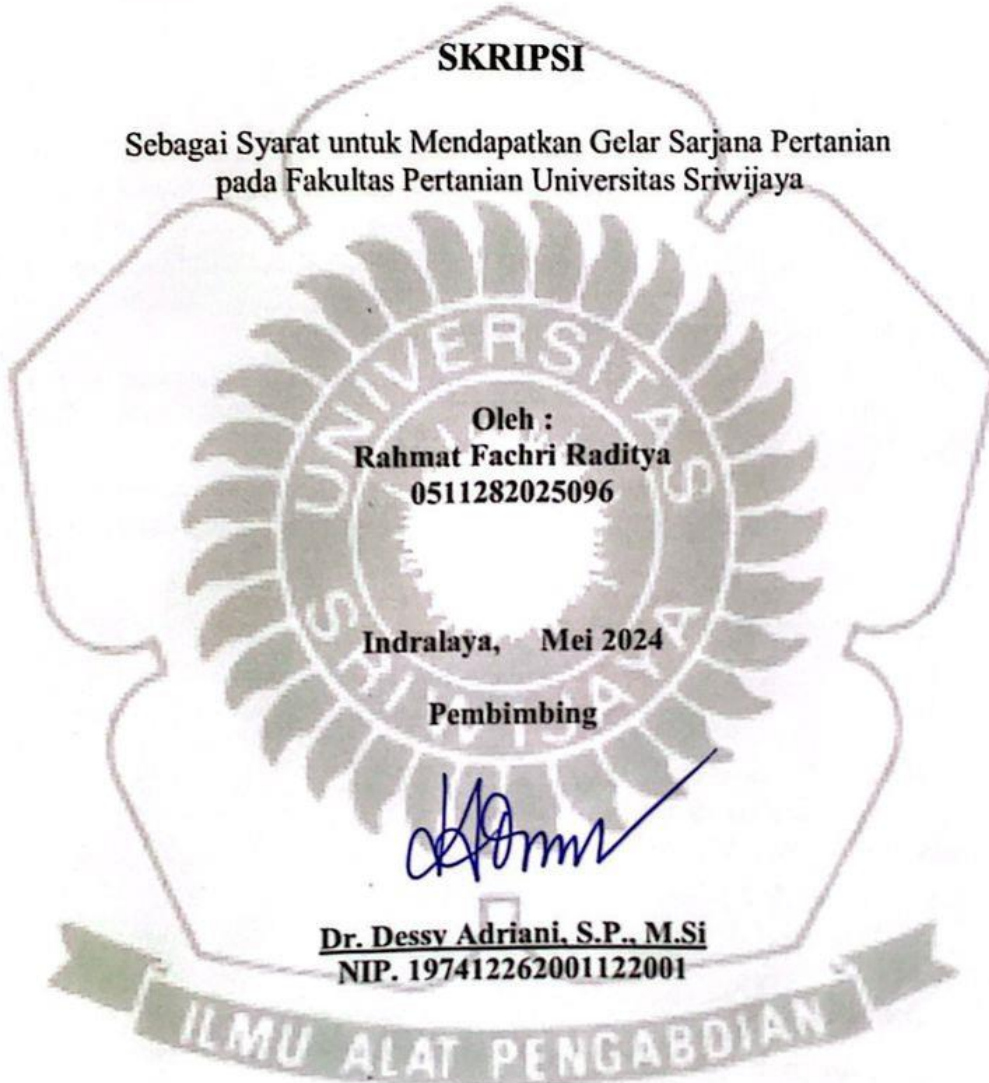 SKRIPSI
Sebagai Syarat untuk Mendapatkan Gelar Sarjana Pertanian
pada Fakultas Pertanian Universitas Sriwijaya
UNIVERSITAS
Oleh :
Rahmat Fachri Raditya
0511282025096
SRIWIJAYA
Indralaya, Mei 2024
Pembimbing
Dr. Dessy Adriani, S.P., M.Si
NIP. 197412262001122001
ILMU ALAT PENGABDIAN